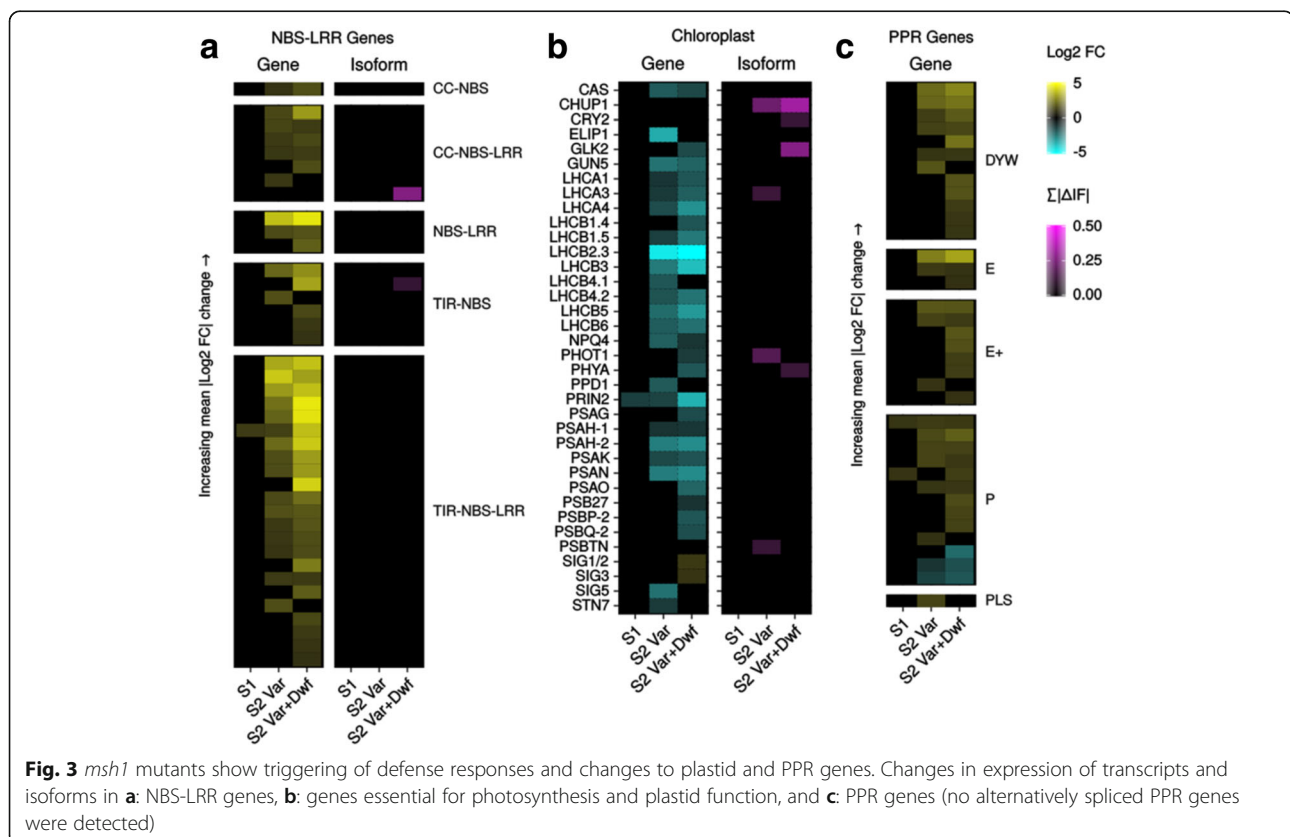 a
NBS-LRR Genes
Gene
Isoform
CC-NBS
CC-NBS-LRR
NBS-LRR
TIR-NBS
TIR-NBS-LRR
Increasing mean |Log2 FC| change →
S1
S2 Var
S2 Var+Dwf
S1
S2 Var
S2 Var+Dwf
b
Chloroplast
Gene
Isoform
CAS
CHUP1
CRY2
ELIP1
GLK2
GUN5
LHCA1
LHCA3
LHCA4
LHCB1.4
LHCB1.5
LHCB2.3
LHCB3
LHCB4.1
LHCB4.2
LHCB5
LHCB6
NPQ4
PHOT1
PHYA
PPD1
PRIN2
PSAG
PSAH-1
PSAH-2
PSAK
PSAN
PSAO
PSB27
PSBP-2
PSBQ-2
PSBTN
SIG1/2
SIG3
SIG5
STN7
S1
S2 Var
S2 Var+Dwf
S1
S2 Var
S2 Var+Dwf
c
PPR Genes
Gene
DYW
E
E+
P
PLS
Increasing mean |Log2 FC| change →
S1
S2 Var
S2 Var+Dwf
Log2 FC
5
0
-5
Σ|ΔIF|
0.50
0.25
0.00
Fig. 3 msh1 mutants show triggering of defense responses and changes to plastid and PPR genes. Changes in expression of transcripts and
isoforms in a: NBS-LRR genes, b: genes essential for photosynthesis and plastid function, and c: PPR genes (no alternatively spliced PPR genes
were detected)